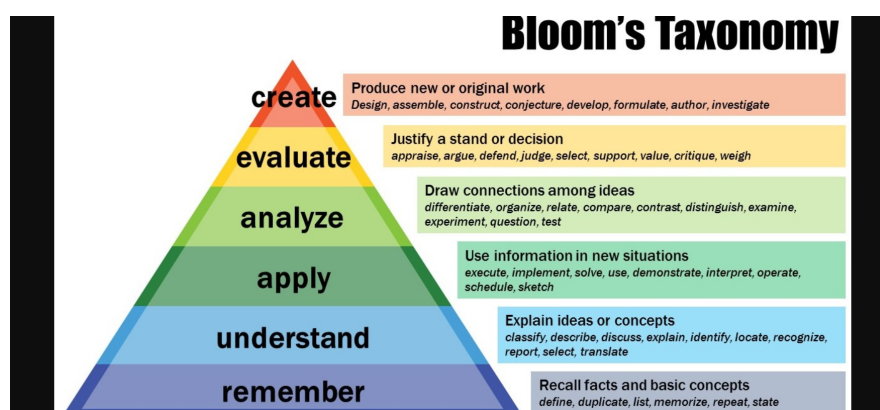 Bloom's Taxonomy
create
Produce new or original work
Design, assemble, construct, conjecture, develop, formulate, author, investigate
evaluate
Justify a stand or decision
appraise, argue, defend, judge, select, support, value, critique, weigh
analyze
Draw connections among ideas
differentiate, organize, relate, compare, contrast, distinguish, examine,
experiment, question, test
apply
Use information in new situations
execute, implement, solve, use, demonstrate, interpret, operate,
schedule, sketch
understand
Explain ideas or concepts
classify, describe, discuss, explain, identify, locate, recognize,
report, select, translate
remember
Recall facts and basic concepts
define, duplicate, list, memorize, repeat, state